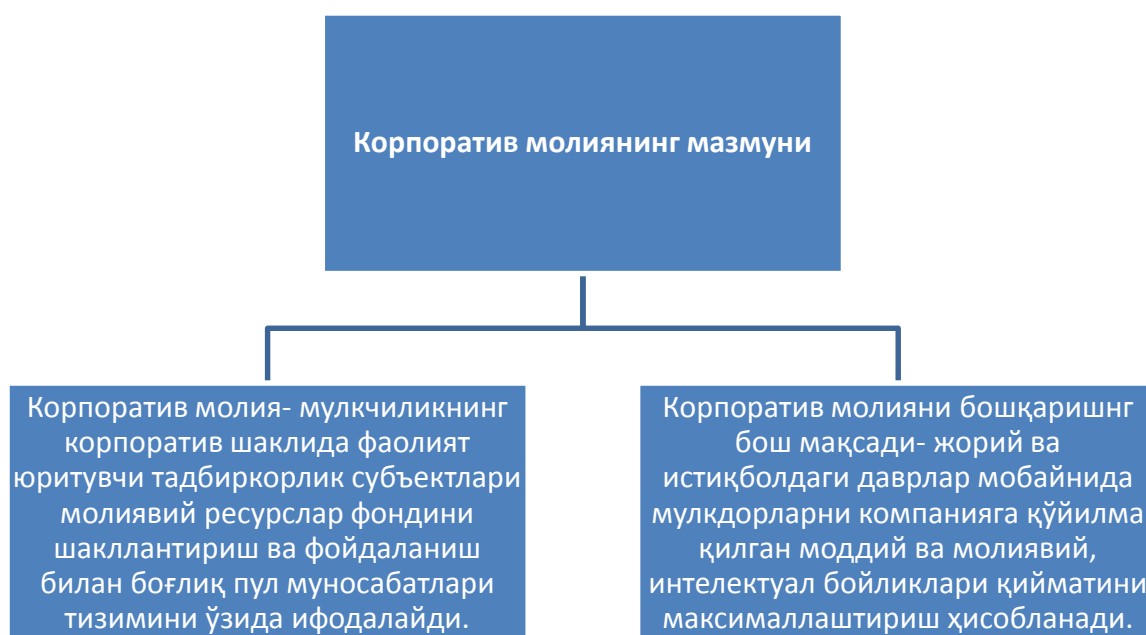 Корпоратив молиянинг мазмуни
Корпоратив молия- мулкчиликнинг
корпоратив шаклида фаолият
юритувчи тадбиркорлик субъектлари
молиявий ресурслар фондини
шакллантириш ва фойдаланиш
билан боғлиқ пул муносабатлари
тизимини ўзида ифодалайди.
Корпоратив молияни бошқаришнг
бош мақсади- жорий ва
истиқболдаги даврлар мобайнида
мулкдорларни компанияга қўйилма
қилган моддий ва молиявий,
интелектуал бойликлари қийматини
максималлаштириш ҳисобланади.